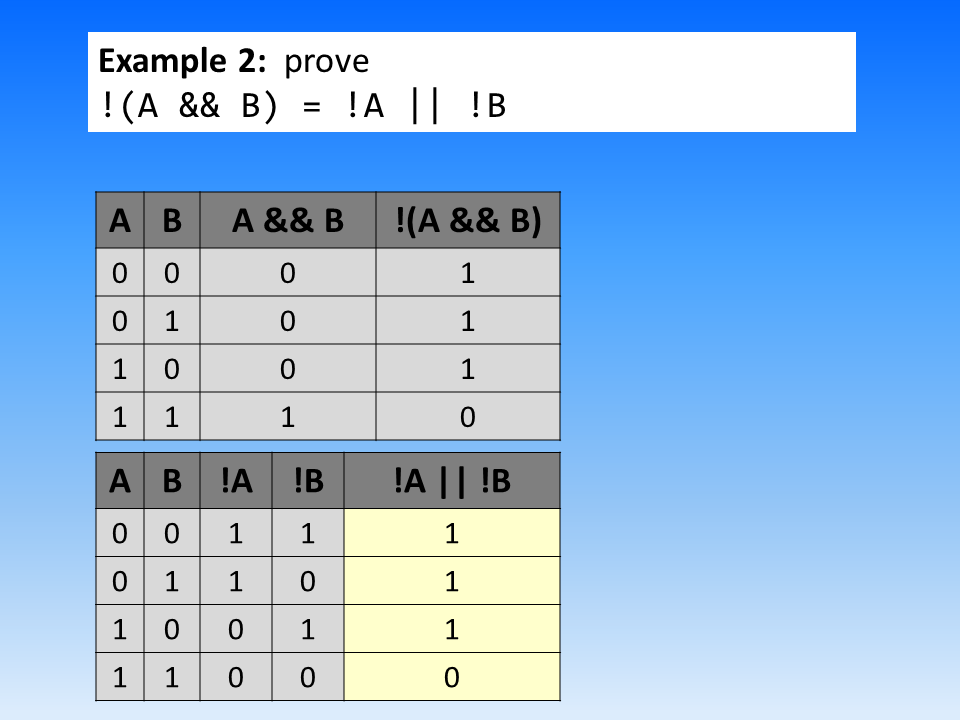 Example 2: prove
!(A && B) = !A || !B
A B A && B !(A && B)
0 0 0 1
0 1 0 1
1 0 0 1
1 1 1 0
A B !A !B !A || !B
0 0 1 1 1
0 1 1 0 1
1 0 0 1 1
1 1 0 0 0